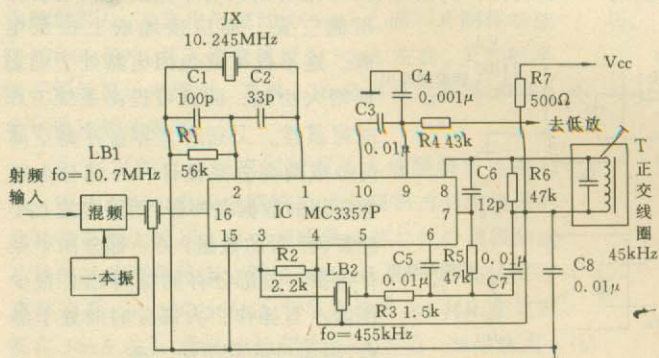 JX
10.245MHz
C1
100p
C2
33p
R1
56k
C3
0.01μ
C4
0.001μ
R4 43k
R7
500Ω
Vcc
去低放
LB1
射频 fo=10.7MHz
输入
混频
本振
2
1
10
9
8
16
IC MC3357P
7
15
3
4
5
6
C6
12p
R6
47k
T
正交线圈
45kHz
R2
2.2k
LB2
fo=455kHz
C5
0.01μ
R3 1.5k
R5
47k
0.01μ
C7
C8
0.01μ